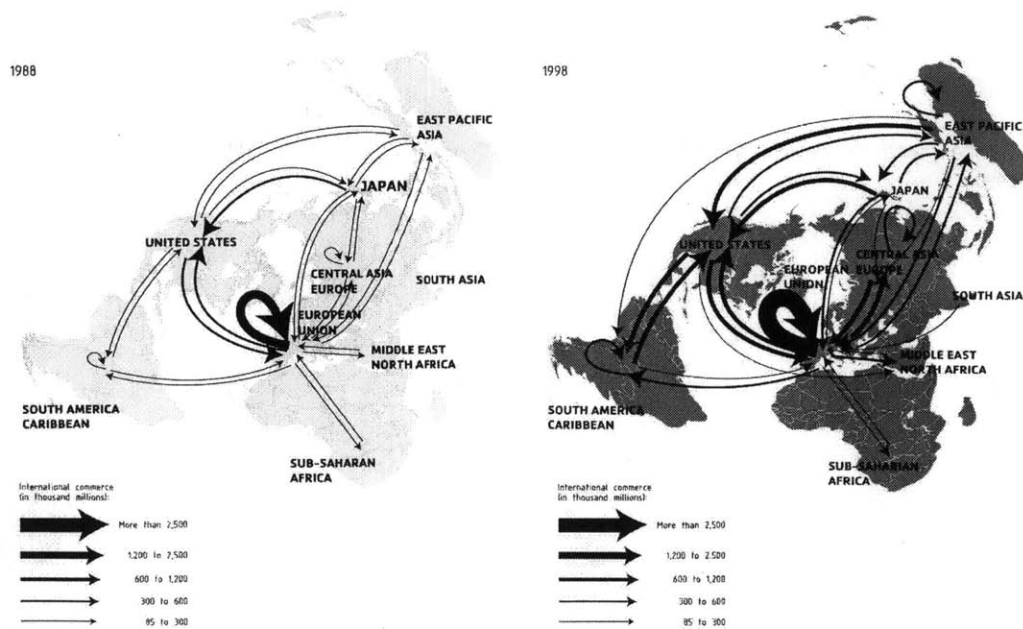 1988
EAST PACIFIC
ASIA
JAPAN
UNITED STATES
CENTRAL ASIA
EUROPE
SOUTH ASIA
EUROPEAN
UNION
MIDDLE EAST
NORTH AFRICA
SOUTH AMERICA
CARIBBEAN
SUB-SAHARAN
AFRICA
International commerce
(in thousand millions):
More than 2,500
1,200 to 2,500
600 to 1,200
300 to 600
85 to 300
1998
EAST PACIFIC
ASIA
JAPAN
UNITED STATES
CENTRAL ASIA
EUROPE
EUROPEAN
UNION
SOUTH ASIA
MIDDLE EAST
NORTH AFRICA
SOUTH AMERICA
CARIBBEAN
SUB-SAHARIAN
AFRICA
International commerce
(in thousand millions):
More than 2,500
1,200 to 2,500
600 to 1,200
300 to 600
85 to 300